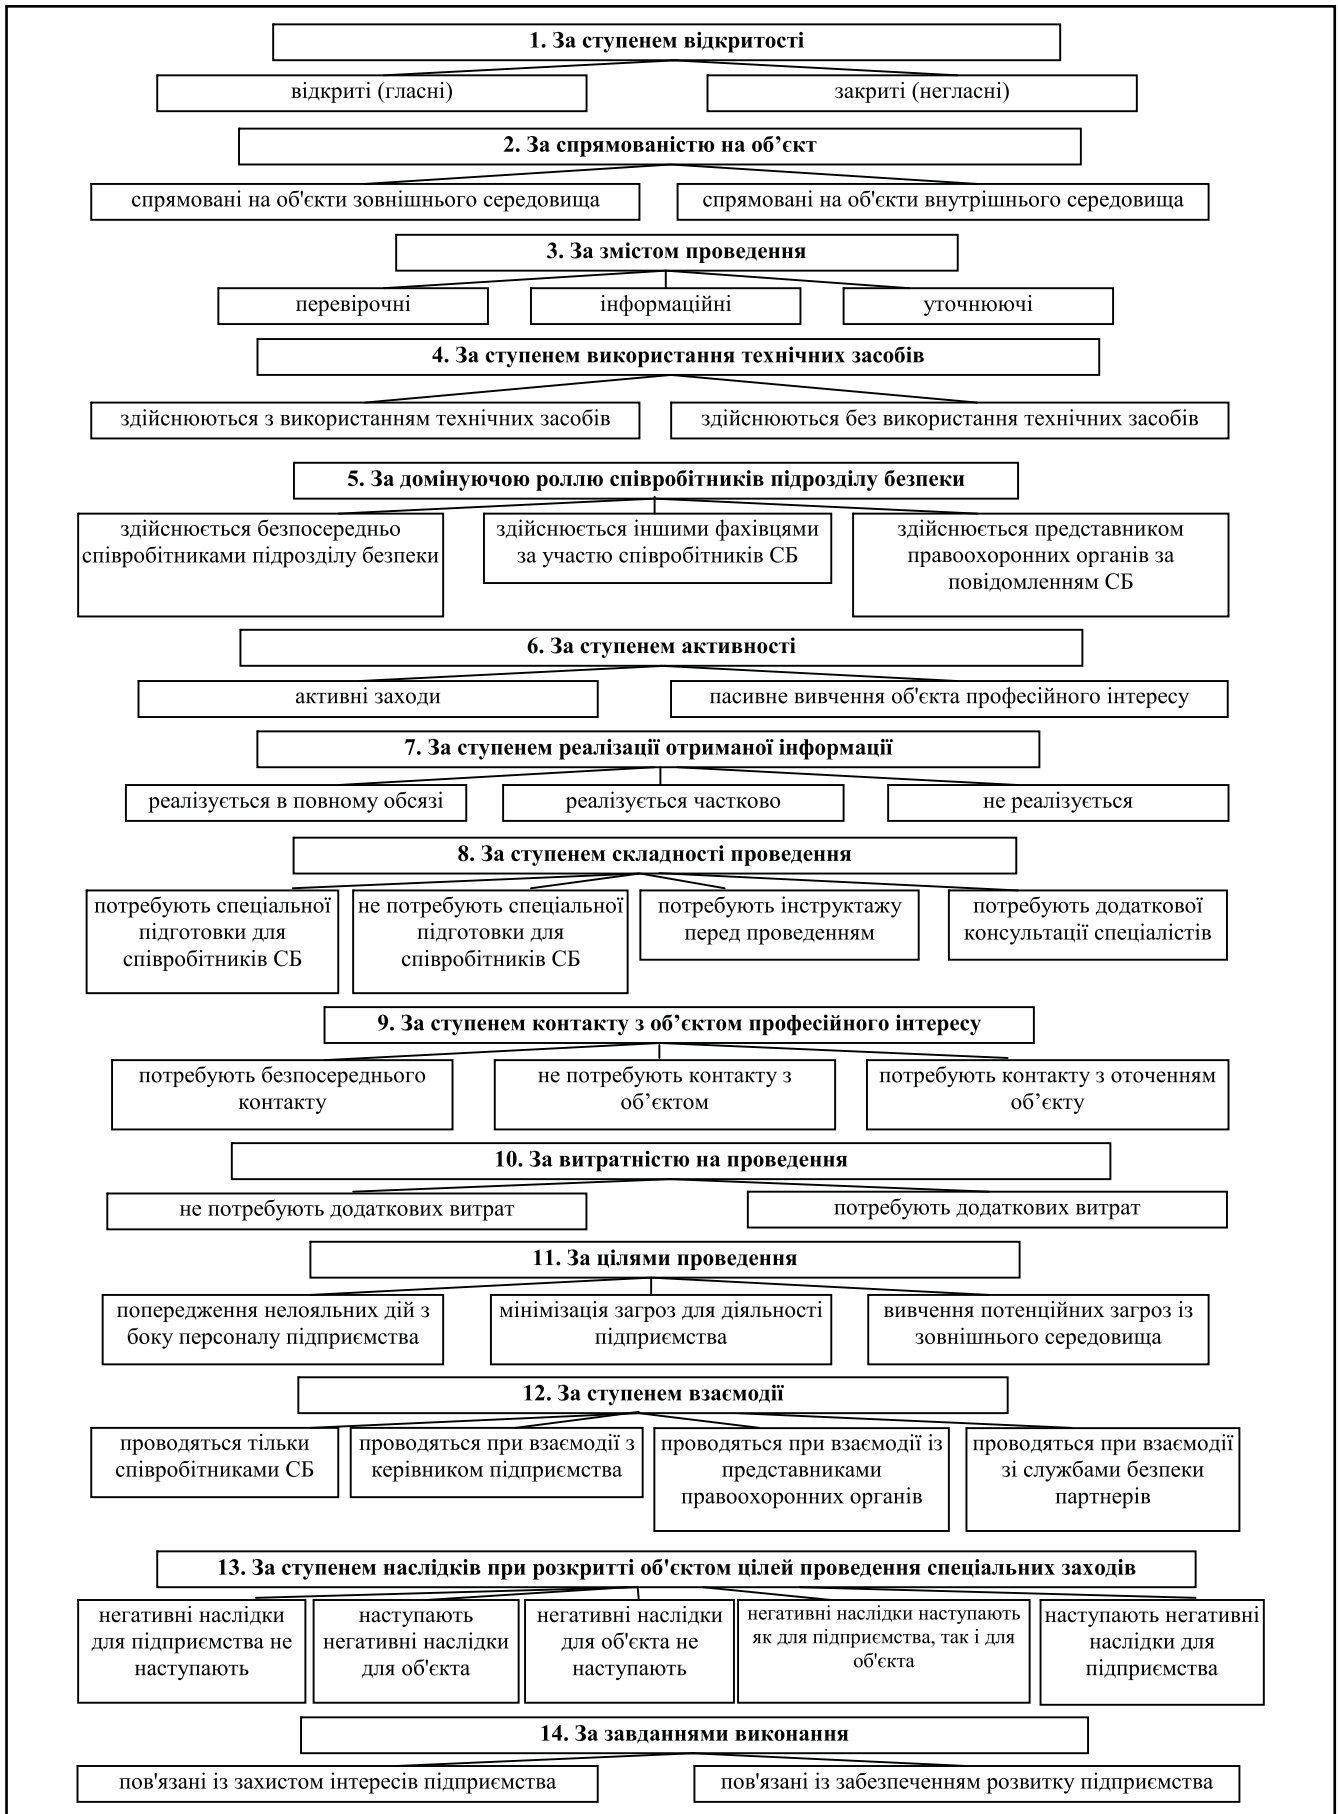 1. За ступенем відкритості
відкриті (гласні)
закриті (негласні)
2. За спрямованістю на об’єкт
спрямовані на об'єкти зовнішнього середовища
спрямовані на об'єкти внутрішнього середовища
3. За змістом проведення
перевірочні
інформаційні
уточнюючі
4. За ступенем використання технічних засобів
здійснюються з використанням технічних засобів
здійснюються без використання технічних засобів
5. За домінуючою роллю співробітників підрозділу безпеки
здійснюється безпосередньо
співробітниками підрозділу безпеки
здійснюється іншими фахівцями
за участю співробітників СБ
здійснюється представником
правоохоронних органів за
повідомленням СБ
6. За ступенем активності
активні заходи
пасивне вивчення об'єкта професійного інтересу
7. За ступенем реалізації отриманої інформації
реалізується в повному обсязі
реалізується частково
не реалізується
8. За ступенем складності проведення
потребують спеціальної
підготовки для
співробітників СБ
не потребують спеціальної
підготовки для
співробітників СБ
потребують інструктажу
перед проведенням
потребують додаткової
консультації спеціалістів
9. За ступенем контакту з об’єктом професійного інтересу
потребують безпосереднього
контакту
не потребують контакту з
об’єктом
потребують контакту з оточенням
об’єкту
10. За витратністю на проведення
не потребують додаткових витрат
потребують додаткових витрат
11. За цілями проведення
попередження нелояльних дій з
боку персоналу підприємства
мінімізація загроз для діяльності
підприємства
вивчення потенційних загроз із
зовнішнього середовища
12. За ступенем взаємодії
проводяться тільки
співробітниками СБ
проводяться при взаємодії з
керівником підприємства
проводяться при взаємодії із
представниками
правоохоронних органів
проводяться при взаємодії
зі службами безпеки
партнерів
13. За ступенем наслідків при розкритті об'єктом цілей проведення спеціальних заходів
негативні наслідки
для підприємства не
наступають
наступають
негативні наслідки
для об'єкта
негативні наслідки
для об'єкта не
наступають
негативні наслідки наступають
як для підприємства, так і для
об'єкта
наступають негативні
наслідки для
підприємства
14. За завданнями виконання
пов'язані із захистом інтересів підприємства
пов'язані із забезпеченням розвитку підприємства